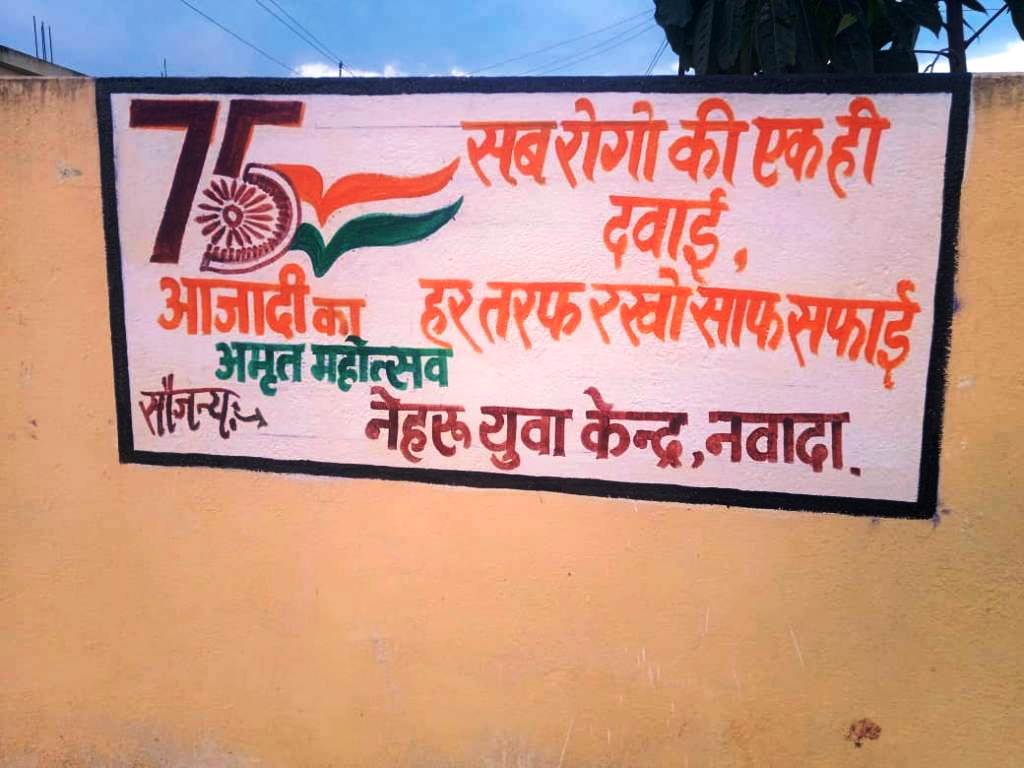 75
आजादी का
अमृत महोत्सव
सब रोगो की एक ही
दवाई,
हर तरफ रखो साफ सफाई
सौजन्य:→
नेहरू युवा केन्द्र, नवादा.